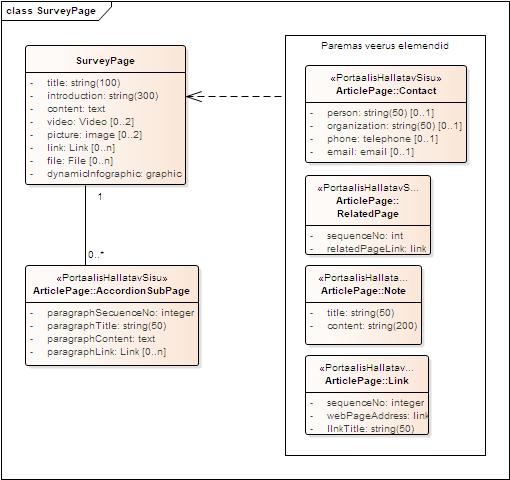 class SurveyPage
SurveyPage
- title: string(100)
- introduction: string(300)
- content: text
- video: Video [0..2]
- picture: image [0..2]
- link: Link [0..n]
- file: File [0..n]
- dynamicInfographic: graphic
1
0..*
«PortaalisHallatavSisu»
ArticlePage::AccordionSubPage
- paragraphSecuenceNo: integer
- paragraphTitle: string(50)
- paragraphContent: text
- paragraphLink: Link [0..n]
Paremas veerus elemendid
«PortaalisHallatavSisu»
ArticlePage::Contact
- person: string(50) [0..1]
- organization: string(50) [0..1]
- phone: telephone [0..1]
- email: email [0..1]
«PortaalisHallatavS...
ArticlePage::
RelatedPage
- sequenceNo: int
- relatedPageLink: link
«PortaalisHallata...
ArticlePage::Note
- title: string(50)
- content: string(200)
«PortaalisHallatav...
ArticlePage::Link
- sequenceNo: integer
- webPageAddress: link
- lInkTitle: string(50)